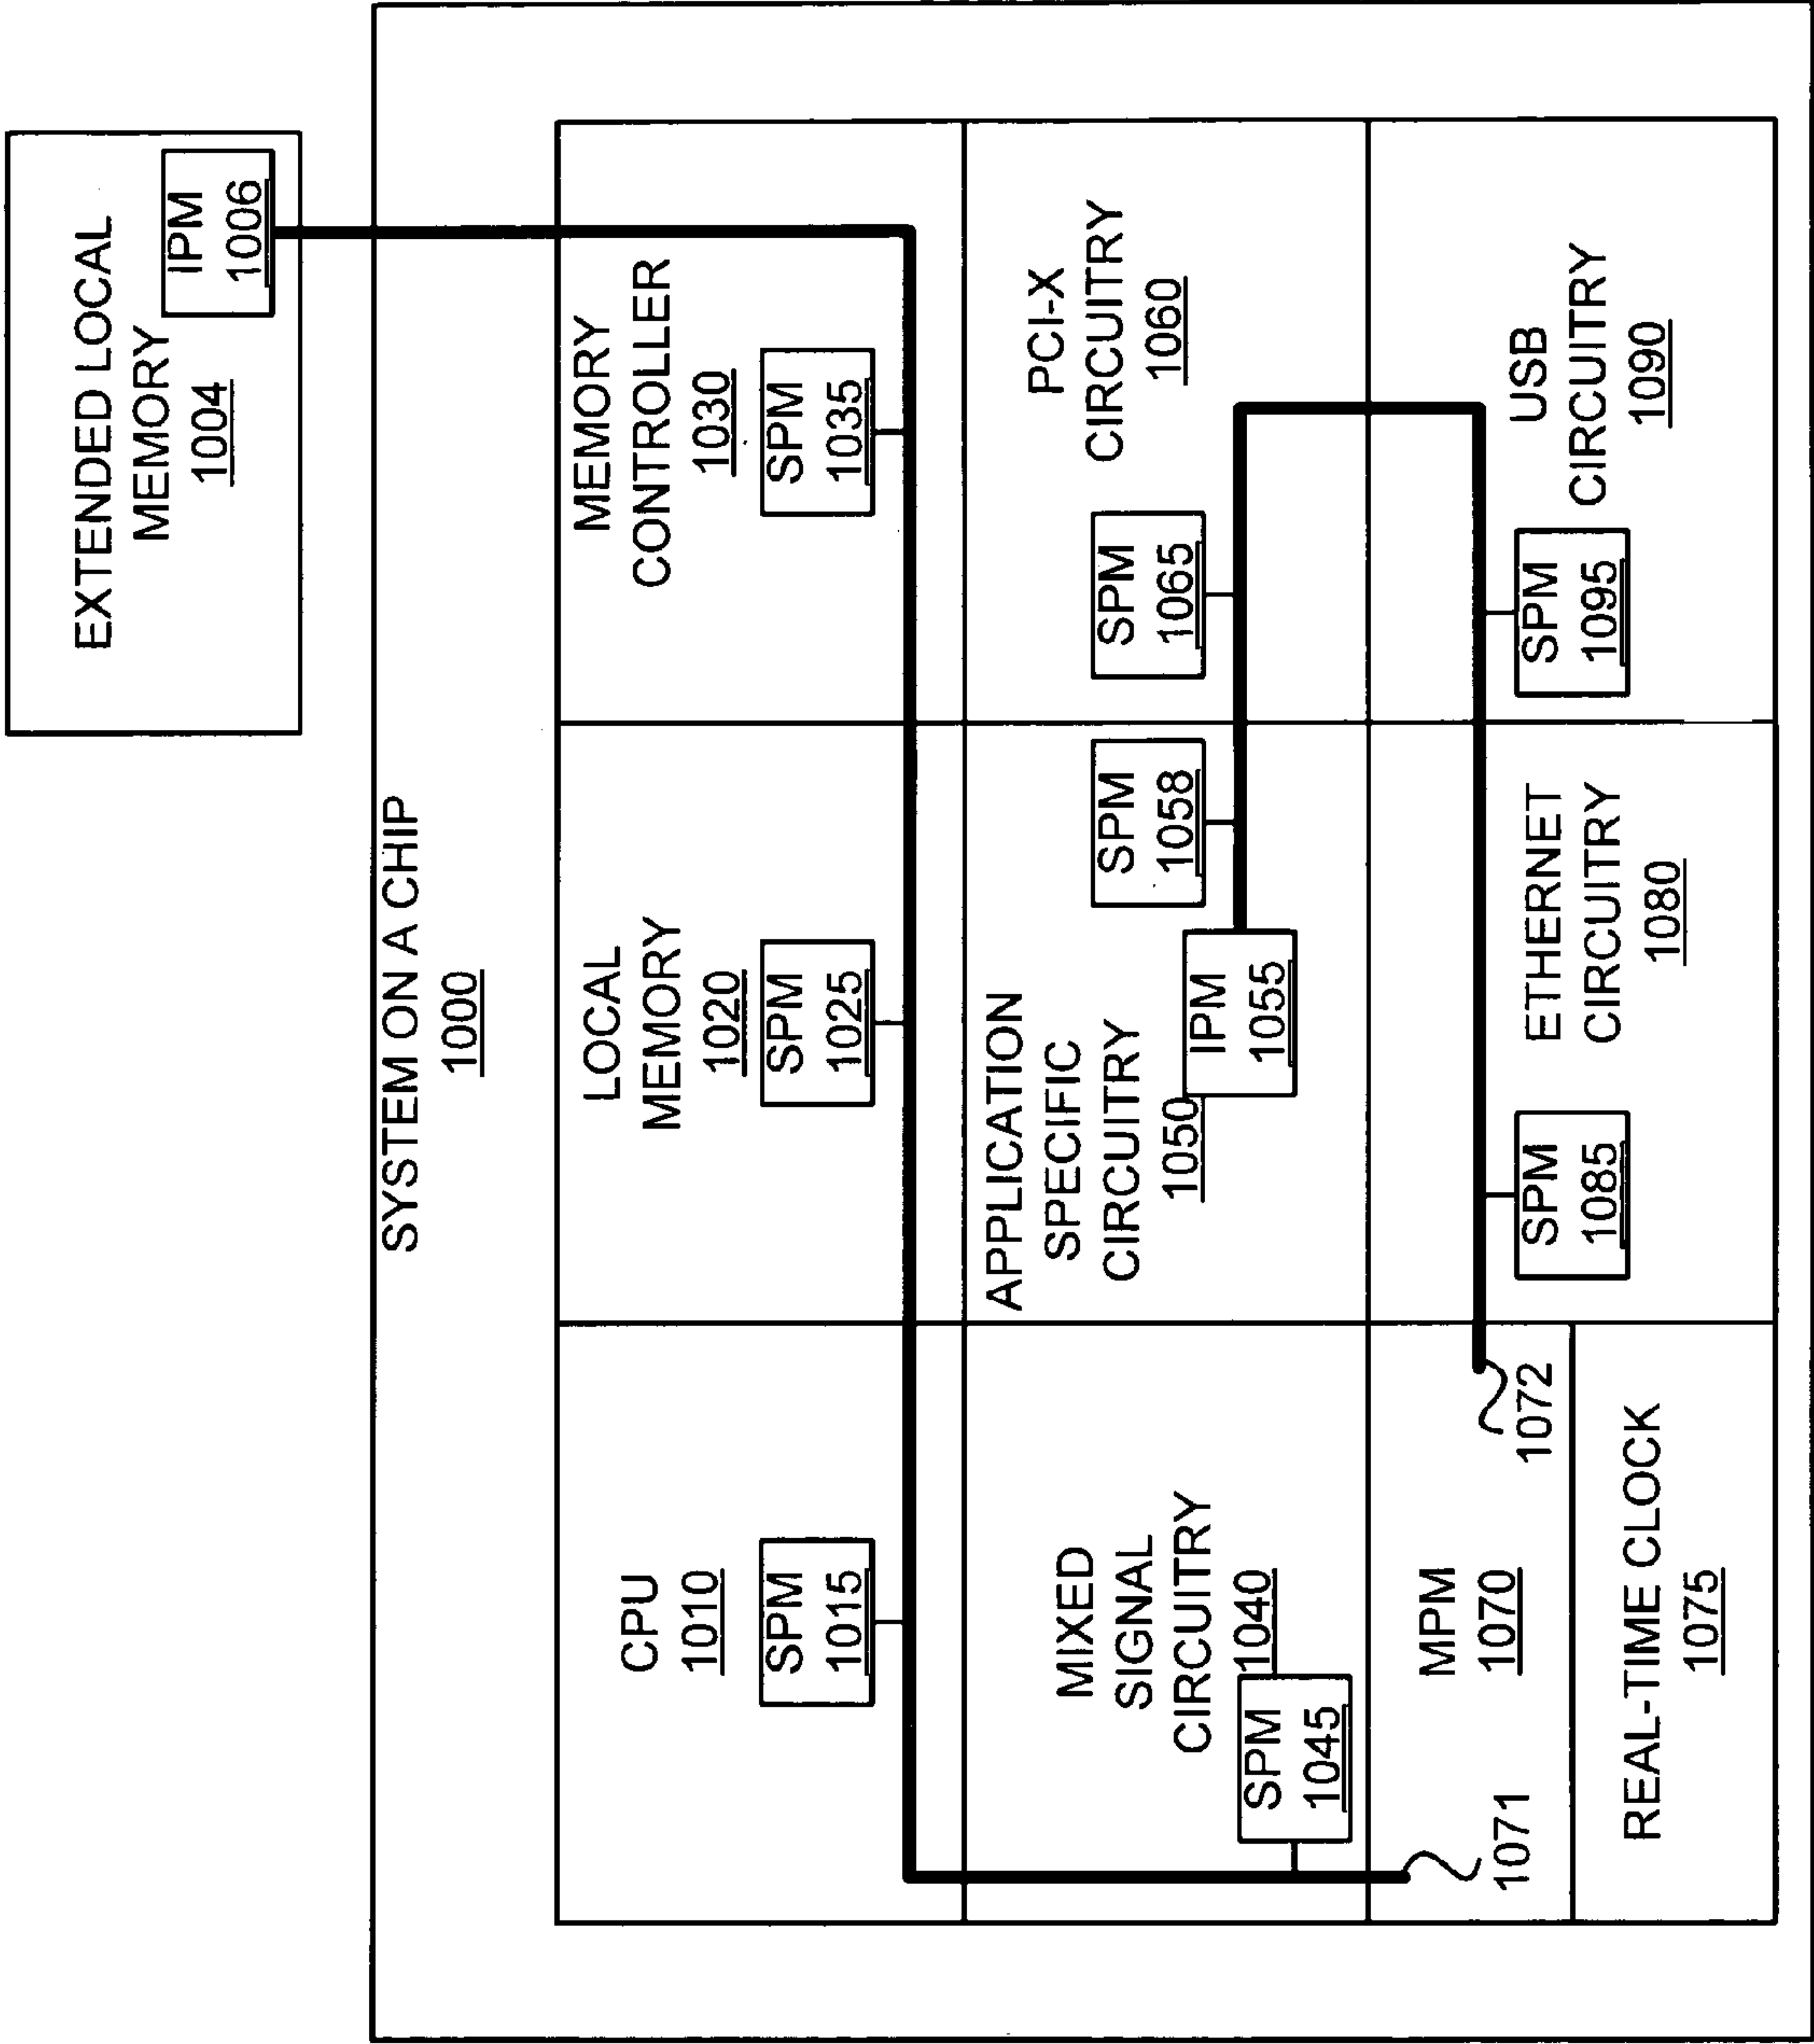 EXTENDED LOCAL
MEMORY
1004
IPM
1006
SYSTEM ON A CHIP
1000
CPU
1010
SPM
1015
LOCAL
MEMORY
1020
SPM
1025
MEMORY
CONTROLLER
1030
SPM
1035
MIXED
SIGNAL
CIRCUITRY
1040
SPM
1045
APPLICATION
SPECIFIC
CIRCUITRY
1050
IPM
1055
SPM
1058
PCI-X
CIRCUITRY
1060
SPM
1065
MPM
1070
1071
1072
REAL-TIME CLOCK
1075
ETHERNET
CIRCUITRY
1080
SPM
1085
USB
CIRCUITRY
1090
SPM
1095